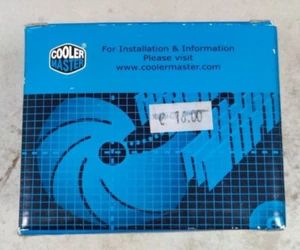 COOLER
MASTER
For Installation & Information
Please visit
www.coolermaster.com
€ 18.00